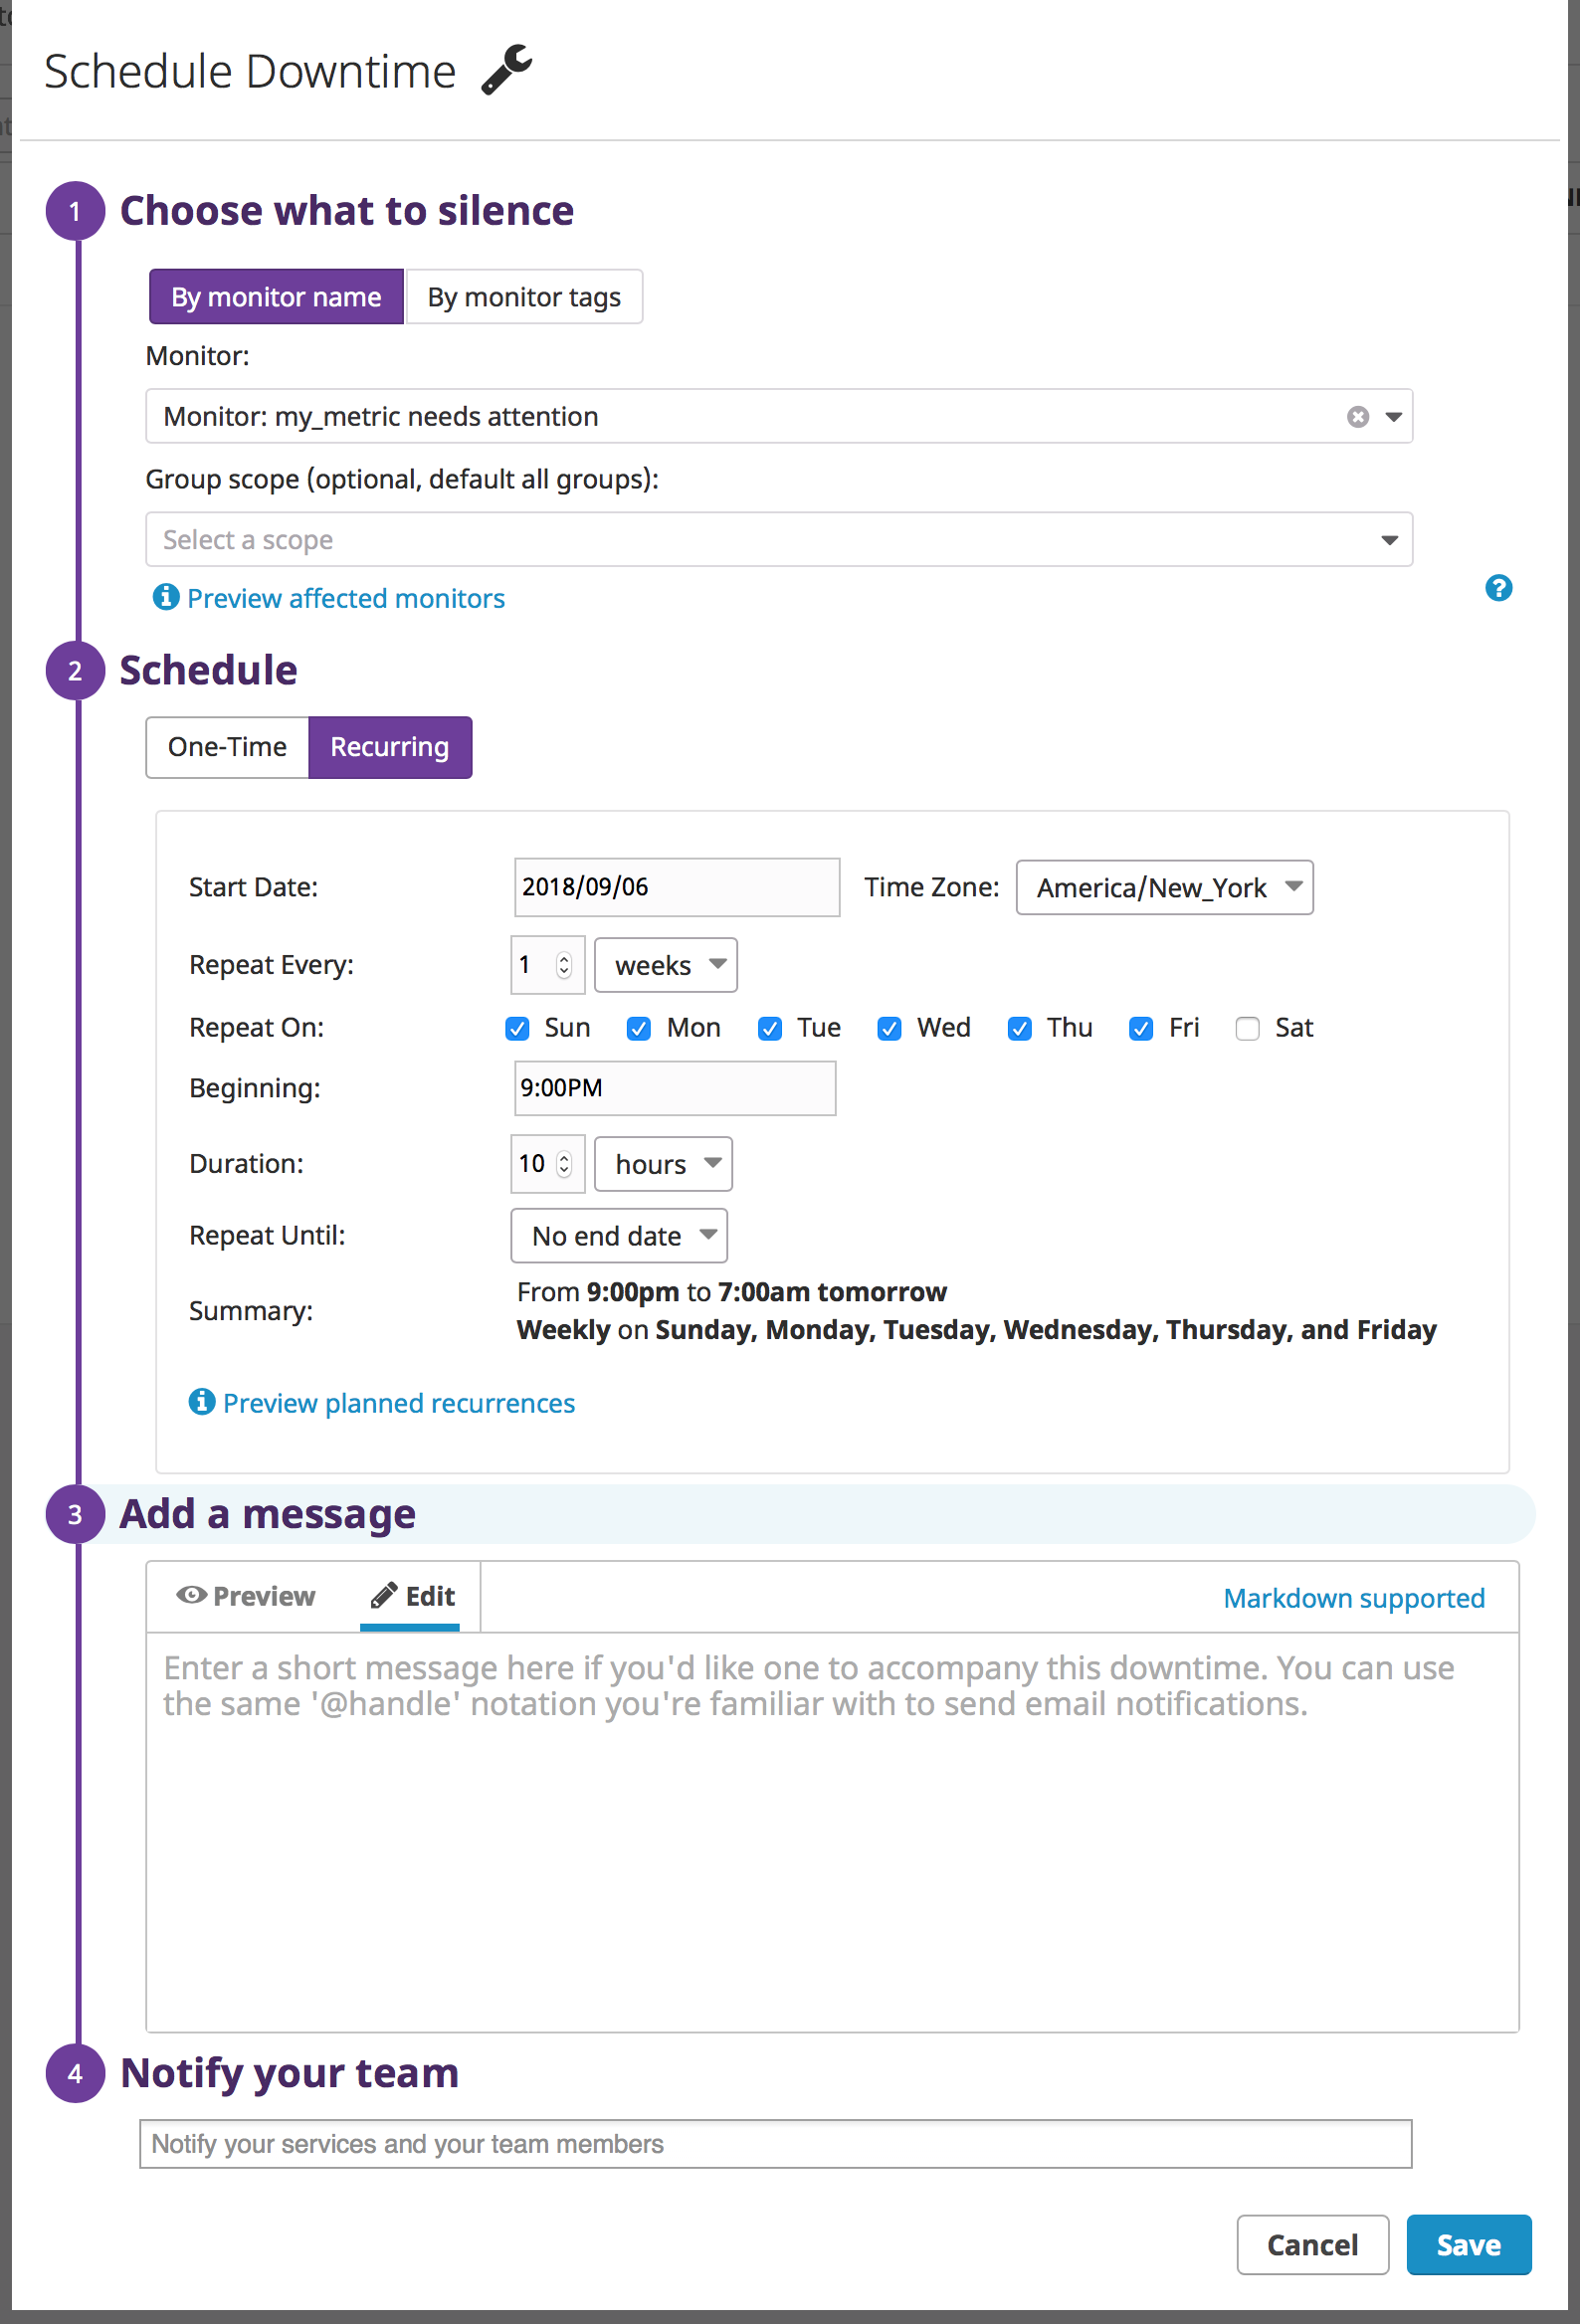 Schedule Downtime
1 Choose what to silence
By monitor name By monitor tags
Monitor:
Monitor: my_metric needs attention
Group scope (optional, default all groups):
Select a scope
Preview affected monitors ?
2 Schedule
One-Time Recurring
Start Date: 2018/09/06 Time Zone: America/New_York
Repeat Every: 1 weeks
Repeat On: Sun Mon Tue Wed Thu Fri Sat
Beginning: 9:00PM
Duration: 10 hours
Repeat Until: No end date
Summary: From 9:00pm to 7:00am tomorrow
Weekly on Sunday, Monday, Tuesday, Wednesday, Thursday, and Friday
Preview planned recurrences
3 Add a message
Preview Edit Markdown supported
Enter a short message here if you'd like one to accompany this downtime. You can use
the same '@handle' notation you're familiar with to send email notifications.
4 Notify your team
Notify your services and your team members
Cancel Save